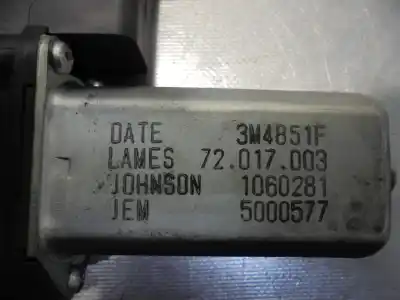 DATE 3M4851F
LAMES 72.017.003
JOHNSON 1060281
JEM 5000577